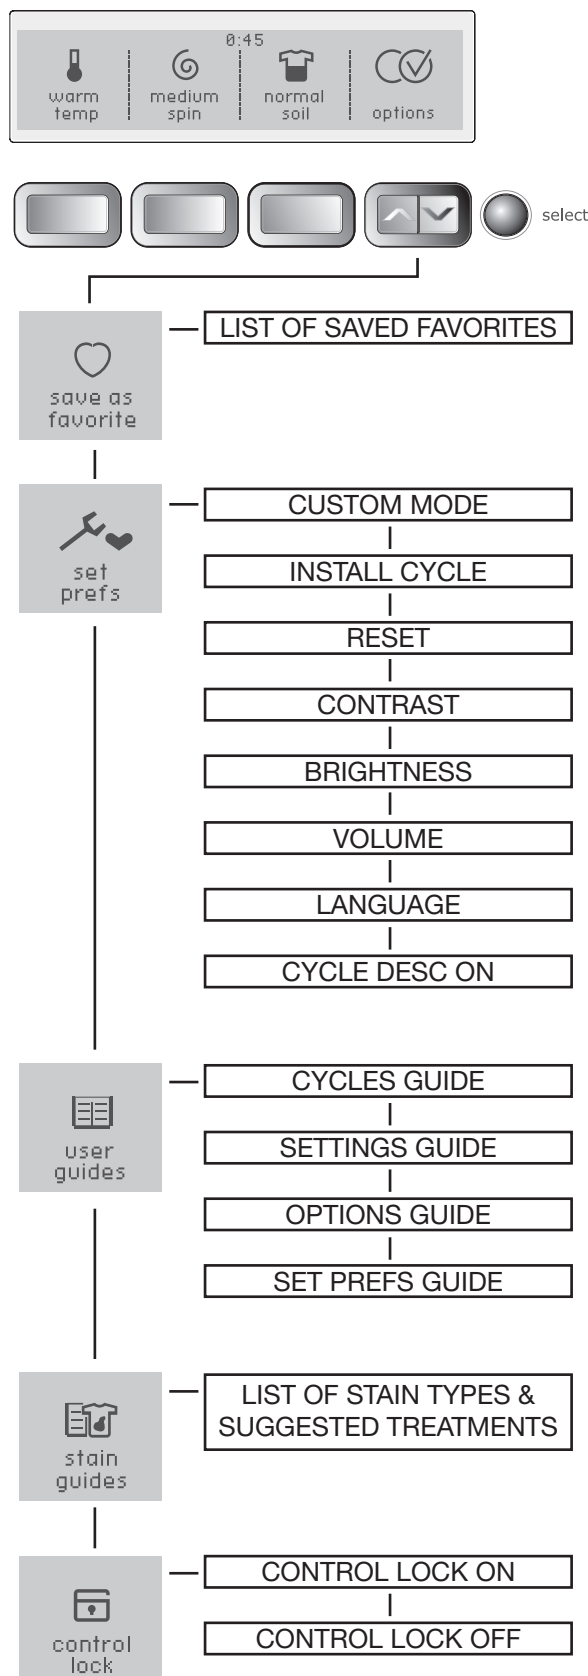 0:45
warm
temp
medium
spin
normal
soil
options
select
LIST OF SAVED FAVORITES
save as
favorite
CUSTOM MODE
set
prefs
INSTALL CYCLE
RESET
CONTRAST
BRIGHTNESS
VOLUME
LANGUAGE
CYCLE DESC ON
CYCLES GUIDE
user
guides
SETTINGS GUIDE
OPTIONS GUIDE
SET PREFS GUIDE
LIST OF STAIN TYPES &
SUGGESTED TREATMENTS
stain
guides
CONTROL LOCK ON
control
lock
CONTROL LOCK OFF